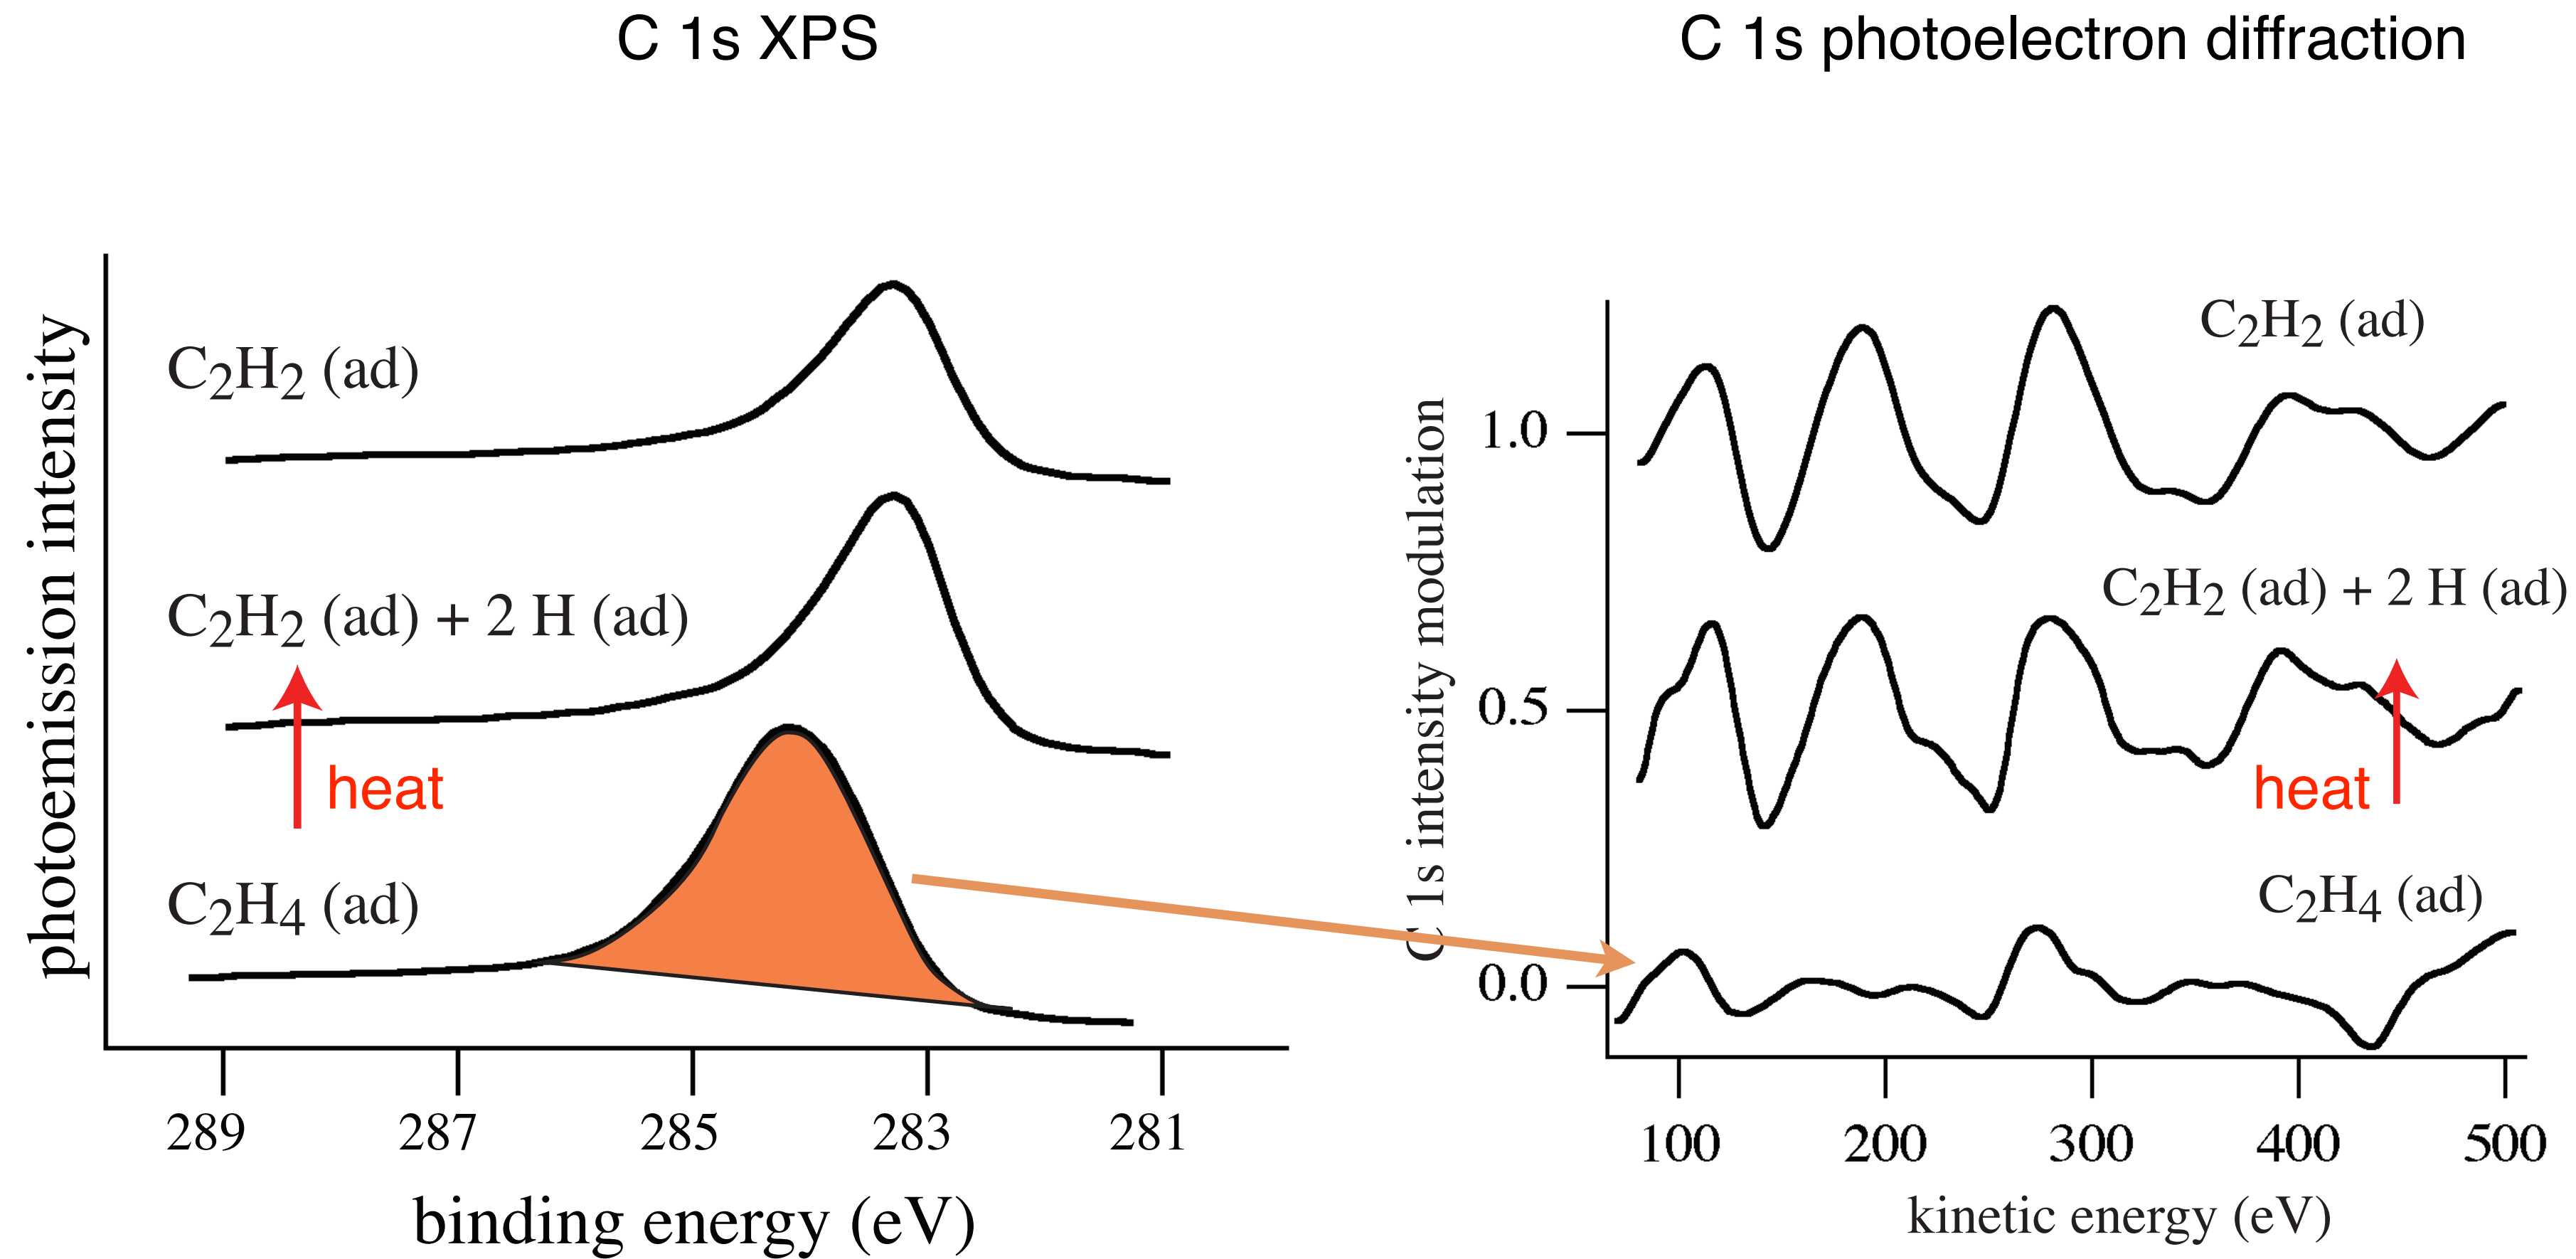 C 1s XPS
photoemission intensity
C2H2 (ad)
C2H2 (ad) + 2 H (ad)
heat
C2H4 (ad)
289 287 285 283 281
binding energy (eV)
C 1s photoelectron diffraction
C 1s intensity modulation
1.0
0.5
0.0
C2H2 (ad)
C2H2 (ad) + 2 H (ad)
heat
C2H4 (ad)
100 200 300 400 500
kinetic energy (eV)